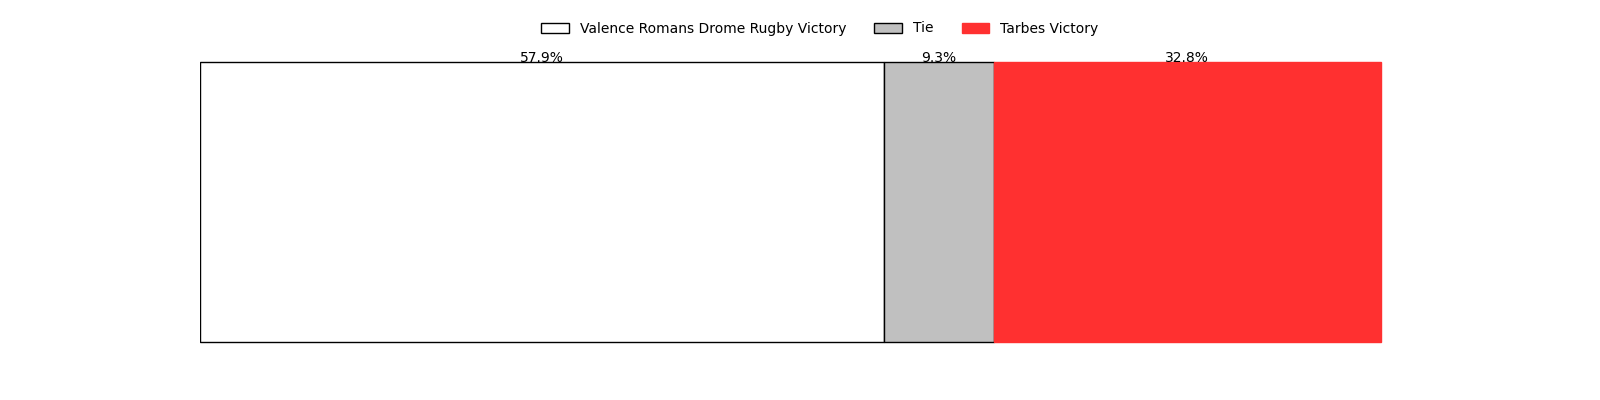 Valence Romans Drome Rugby Victory Tie Tarbes Victory
57.9% 9.3% 32.8%